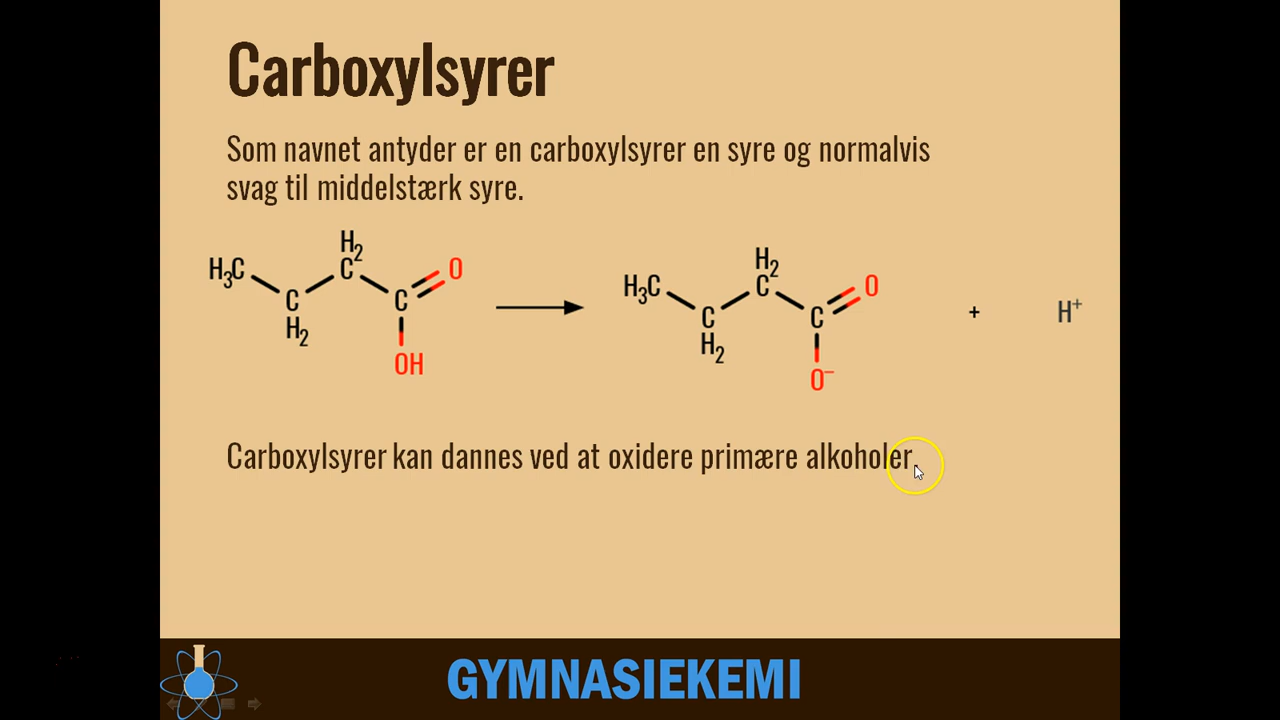 Carboxylsyrer
Som navnet antyder er en carboxylsyrer en syre og normalvis
svag til middelstærk syre.
H₂ H₂
H₃C C O H₃C C O
C C C C + H⁺
H₂ H₂
OH O⁻
Carboxylsyrer kan dannes ved at oxidere primære alkoholer.
GYMNASIEKEMI